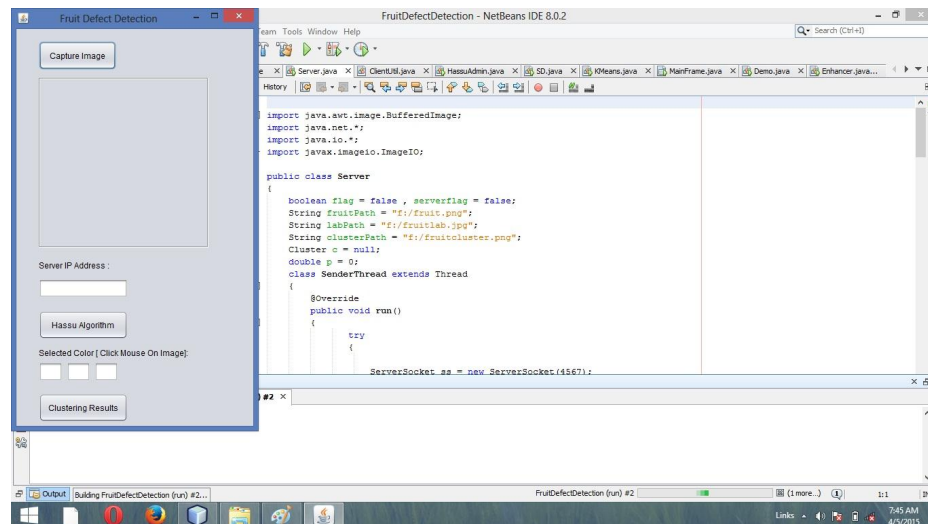 Fruit Defect Detection
FruitDefectDetection - NetBeans IDE 8.0.2
Team Tools Window Help
Search (Ctrl+I)
Capture Image
Server.java
ClientUtil.java
HassuAdmin.java
SD.java
KMeans.java
MainFrame.java
Demo.java
Enhancer.java...
History
import java.awt.image.BufferedImage;
import java.net.*;
import java.io.*;
import javax.imageio.ImageIO;
public class Server
{
boolean flag = false , serverflag = false;
String fruitPath = "f:/fruit.png";
String labPath = "f:/fruitlab.jpg";
String clusterPath = "f:/fruitcluster.png";
Cluster c = null;
double p = 0;
class SenderThread extends Thread
{
@Override
public void run()
{
try
{
ServerSocket ss = new ServerSocket(4567);
Server IP Address :
Hassu Algorithm
Selected Color [ Click Mouse On Image]:
Clustering Results
) #2
Output
Building FruitDefectDetection (run) #2...
FruitDefectDetection (run) #2
(1 more...)
1:1
Links
7:45 AM
4/5/2015